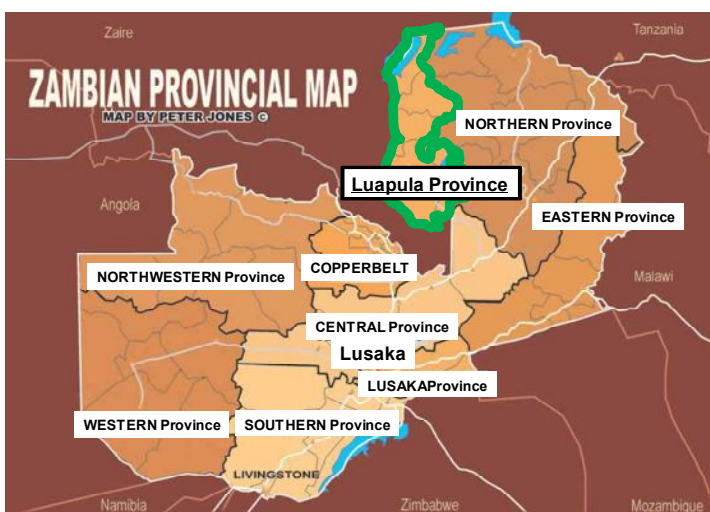 Zaire
Tanzania
ZAMBIAN PROVINCIAL MAP
MAP BY PETER JONES ©
NORTHERN Province
Luapula Province
Angola
EASTERN Province
COPPERBELT
NORTHWESTERN Province
Malawi
CENTRAL Province
Lusaka
LUSAKAProvince
WESTERN Province
SOUTHERN Province
LIVINGSTONE
Namibia
Zimbabwe
Mozambique